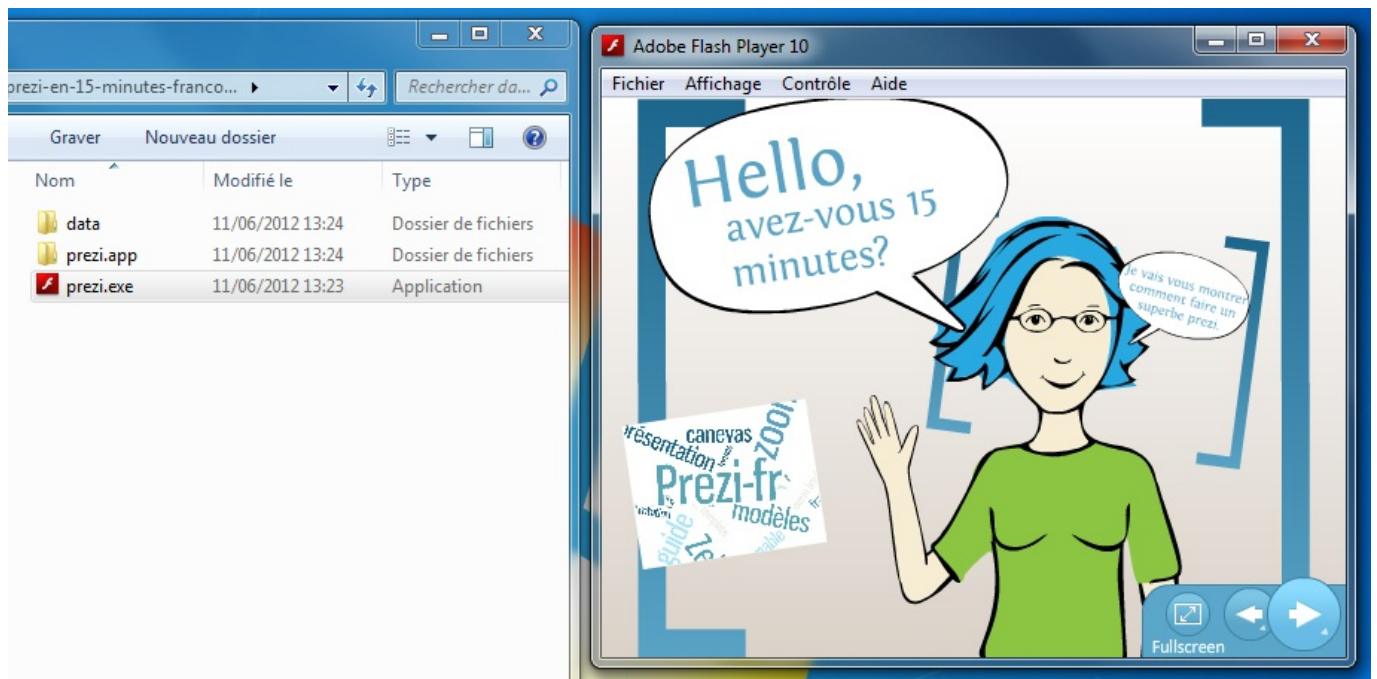 prezi-en-15-minutes-franco...
Rechercher da...
Graver Nouveau dossier
Nom Modifié le Type
data 11/06/2012 13:24 Dossier de fichiers
prezi.app 11/06/2012 13:24 Dossier de fichiers
prezi.exe 11/06/2012 13:23 Application
Adobe Flash Player 10
Fichier Affichage Contrôle Aide
Hello,
avez-vous 15
minutes?
Je vais vous montrer
comment faire un
superbe prezi.
canevas
zoom
présentation
Prezi-fr
modèles
guide
Fullscreen